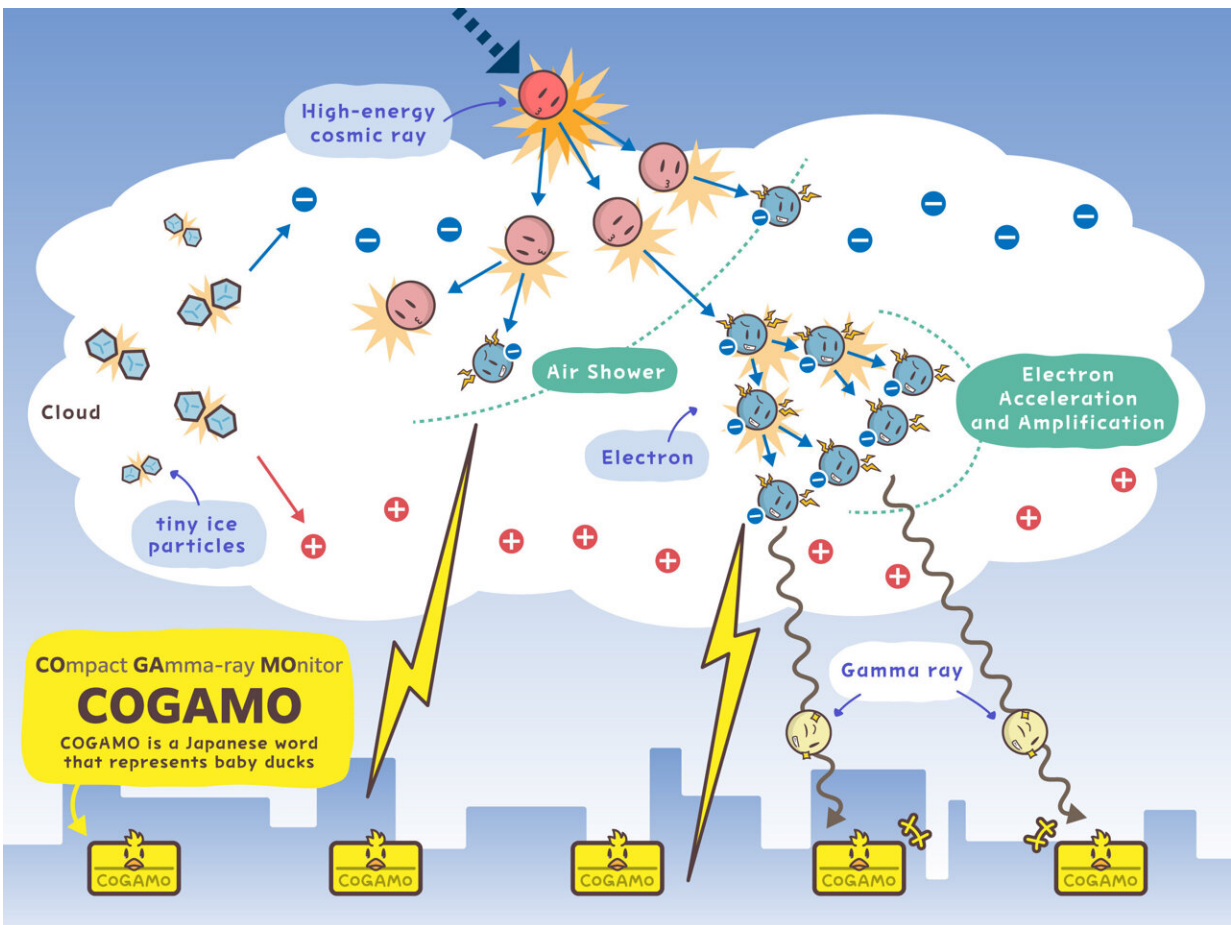 High-energy
cosmic ray
Air Shower
Electron
Acceleration
and Amplification
Cloud
Electron
tiny ice
particles
COmpact GAmma-ray MOnitor
COGAMO
COGAMO is a Japanese word
that represents baby ducks
Gamma ray
COGAMO
COGAMO
COGAMO
COGAMO
COGAMO